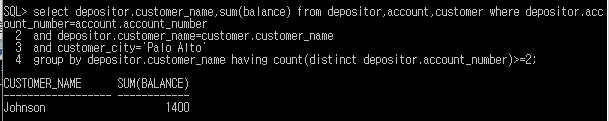 SQL> select depositor.customer_name,sum(balance) from depositor,account,customer where depositor.acc
ount_number=account.account_number
  2  and depositor.customer_name=customer.customer_name
  3  and customer_city='Palo Alto'
  4  group by depositor.customer_name having count(distinct depositor.account_number)>=2;
CUSTOMER_NAME      SUM(BALANCE)
------------------ ------------
Johnson                    1400